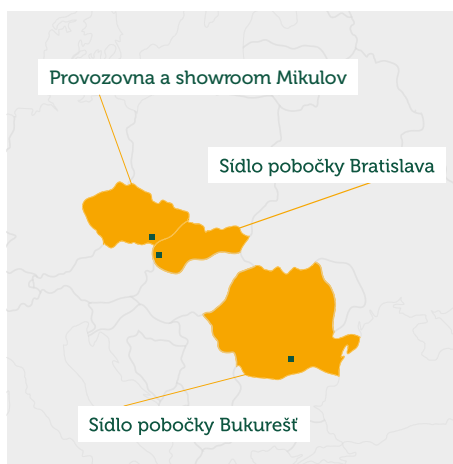 Provozovna a showroom Mikulov
Sídlo pobočky Bratislava
Sídlo pobočky Bukurešť